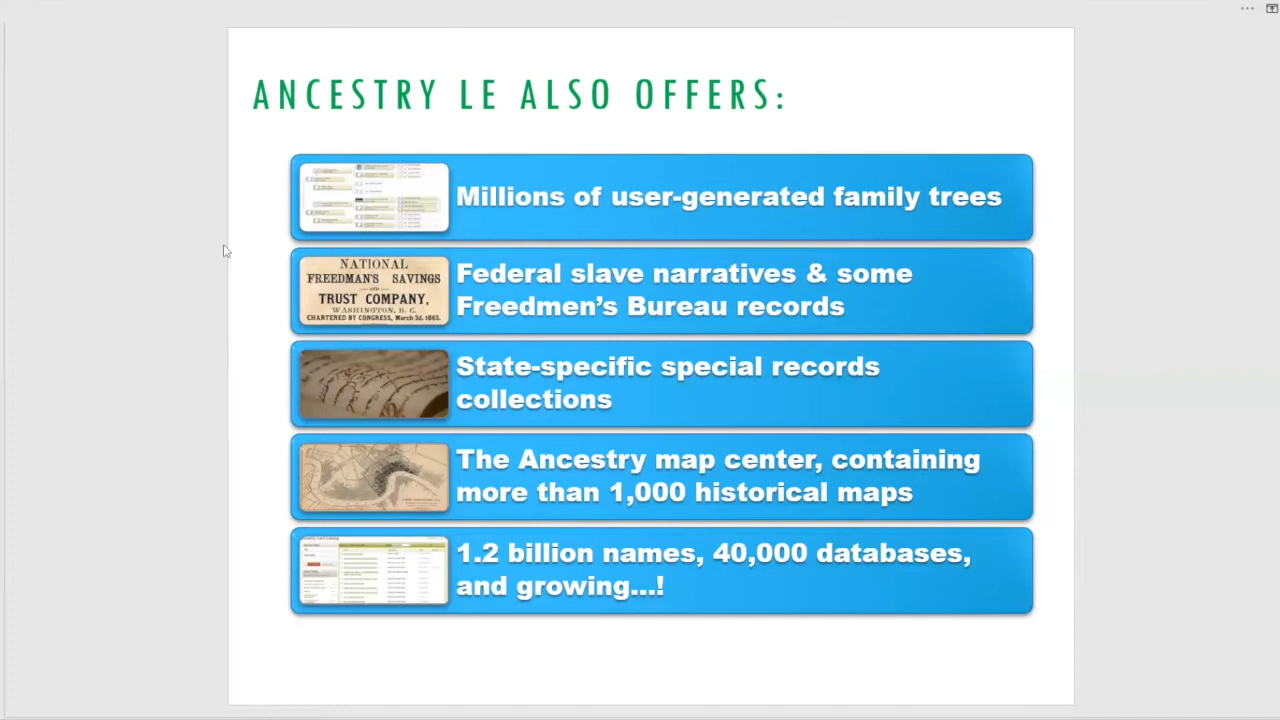 ANCESTRY LE ALSO OFFERS:
Millions of user-generated family trees
NATIONAL
FREEDMAN'S SAVINGS
AND
TRUST COMPANY,
WASHINGTON, D. C.
CHARTERED BY CONGRESS, March 3d, 1865.
Federal slave narratives & some
Freedmen’s Bureau records
State-specific special records
collections
The Ancestry map center, containing
more than 1,000 historical maps
1.2 billion names, 40,000 databases,
and growing...!